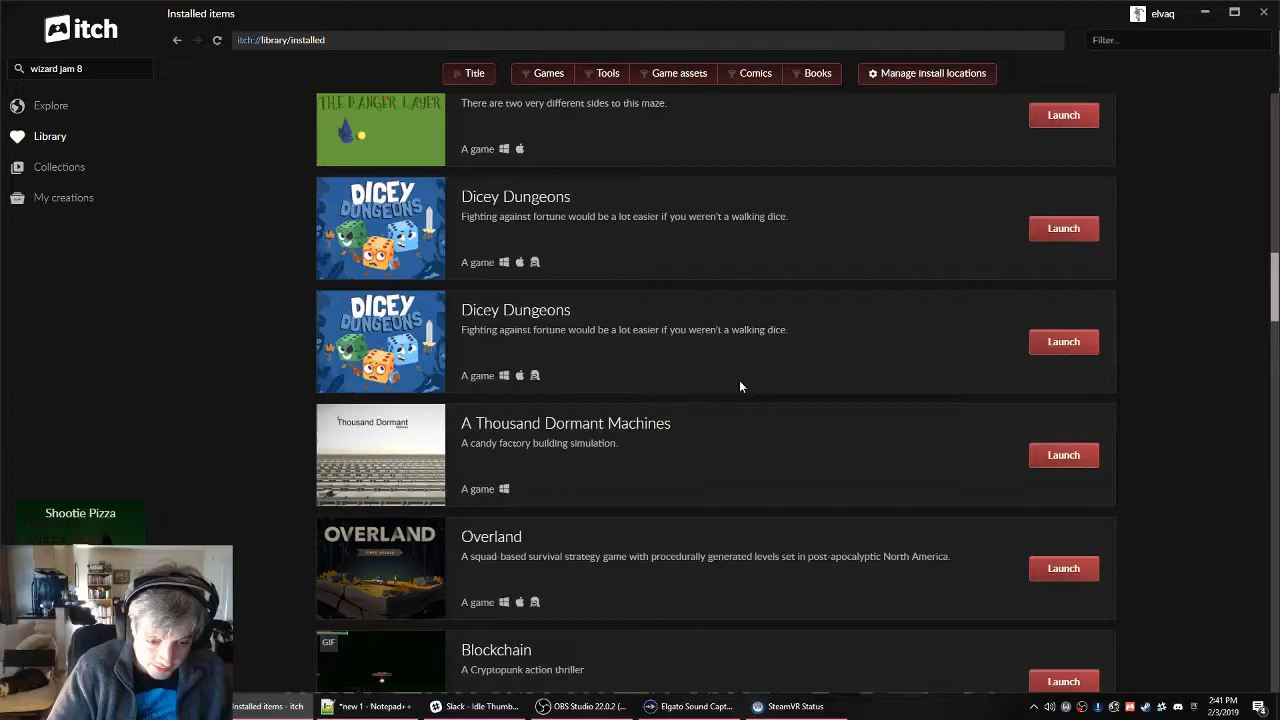 itch
Installed items
elvaq
itch://library/installed
Filter...
wizard jam 8
Title
Games
Tools
Game assets
Comics
Books
Manage install locations
Explore
Library
Collections
My creations
THE DANGER LAYER
There are two very different sides to this maze.
A game
Launch
DICEY
DUNGEONS
Dicey Dungeons
Fighting against fortune would be a lot easier if you weren't a walking dice.
A game
Launch
DICEY
DUNGEONS
Dicey Dungeons
Fighting against fortune would be a lot easier if you weren't a walking dice.
A game
Launch
Thousand Dormant
A Thousand Dormant Machines
A candy factory building simulation.
A game
Launch
OVERLAND
FIRST ACCESS
Overland
A squad-based survival strategy game with procedurally generated levels set in post-apocalyptic North America.
A game
Launch
GIF
Blockchain
A Cryptopunk action thriller
Launch
Shootie Pizza
Installed items - itch
*new 1 - Notepad++
Slack - Idle Thumb...
OBS Studio 22.0.2 (...
Elgato Sound C...
SteamVR Status
2:41 PM
2/3/2019